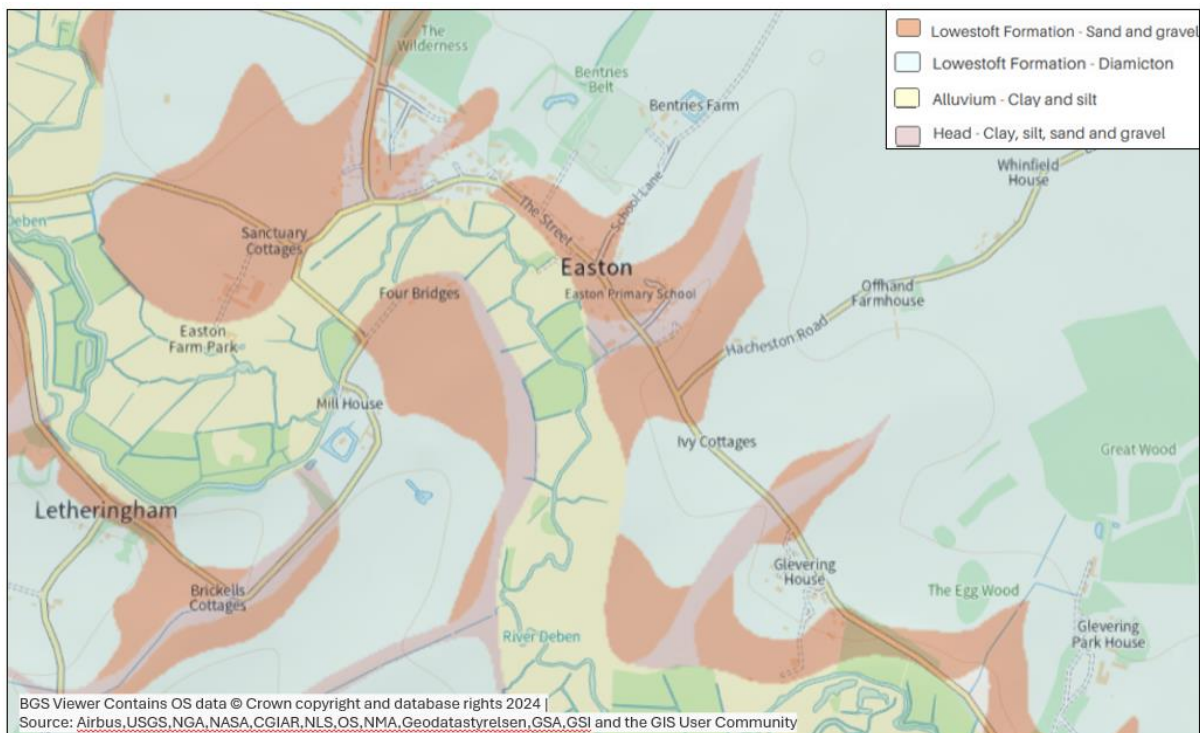 Lowestoft Formation - Sand and gravel
Lowestoft Formation - Diamicton
Alluvium - Clay and silt
Head - Clay, silt, sand and gravel
The
Wilderness
Bentries
Belt
Bentries Farm
Whinfield
House
School Lane
The Street
Deben
Sanctuary
Cottages
Easton
Four Bridges
Easton Primary School
Offhand
Farmhouse
Hacheston Road
Easton
Farm Park
Mill House
Ivy Cottages
Great Wood
Letheringham
Glevering
House
Brickells
Cottages
The Egg Wood
River Deben
Glevering
Park House
BGS Viewer Contains OS data © Crown copyright and database rights 2024 |
Source: Airbus,USGS,NGA,NASA,CGIAR,NLS,OS,NMA,Geodatastyrelsen,GSA,GSI and the GIS User Community